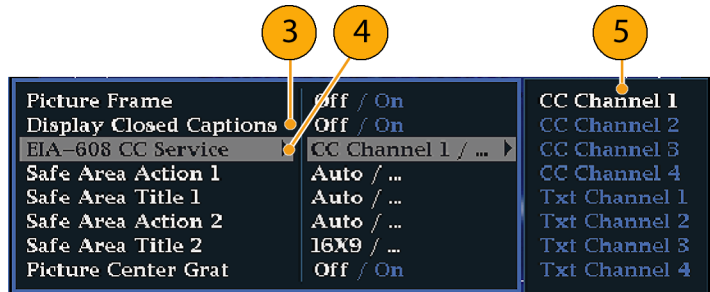 3 4 5
Picture Frame Off / On CC Channel 1
Display Closed Captions Off / On CC Channel 2
EIA-608 CC Service CC Channel 1 / ... CC Channel 3
Safe Area Action 1 Auto / ... CC Channel 4
Safe Area Title 1 Auto / ... Txt Channel 1
Safe Area Action 2 Auto / ... Txt Channel 2
Safe Area Title 2 16X9 / ... Txt Channel 3
Picture Center Grat Off / On Txt Channel 4